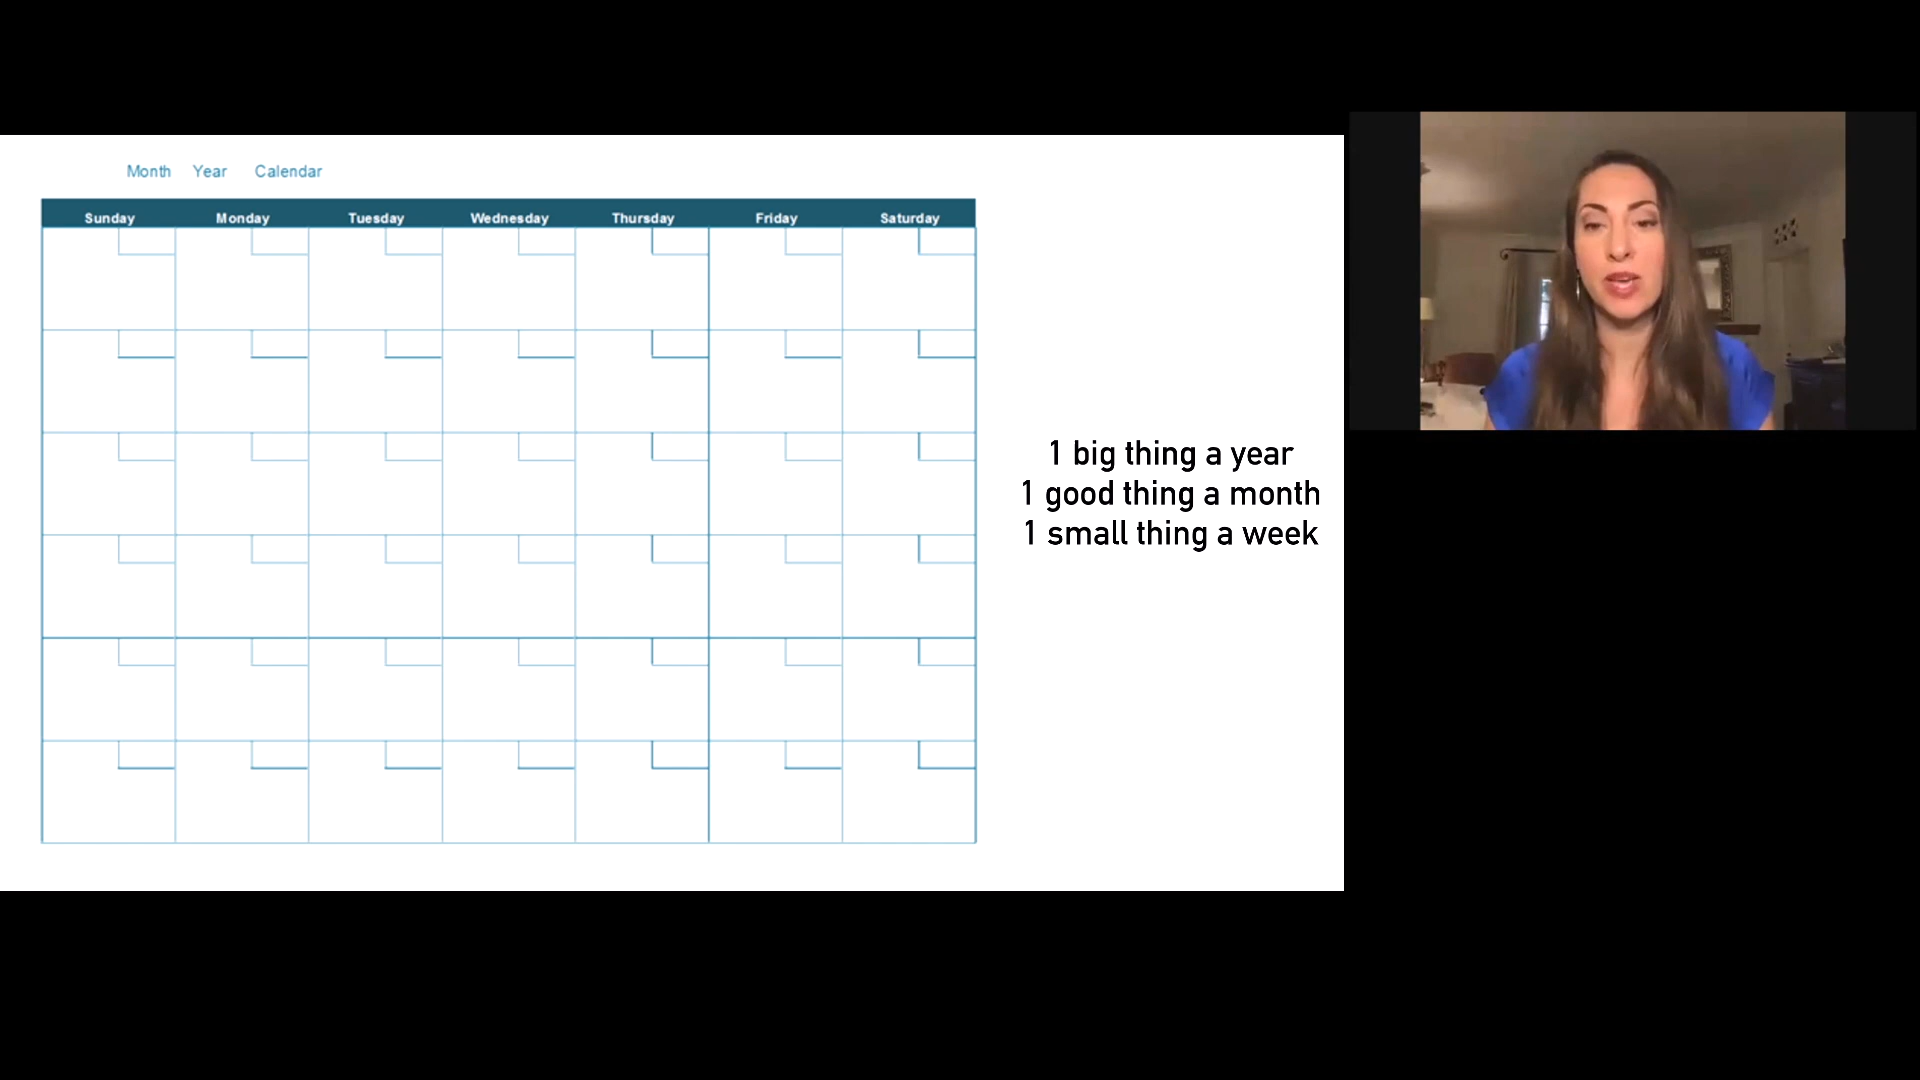 Month Year Calendar
Sunday Monday Tuesday Wednesday Thursday Friday Saturday
1 big thing a year
1 good thing a month
1 small thing a week